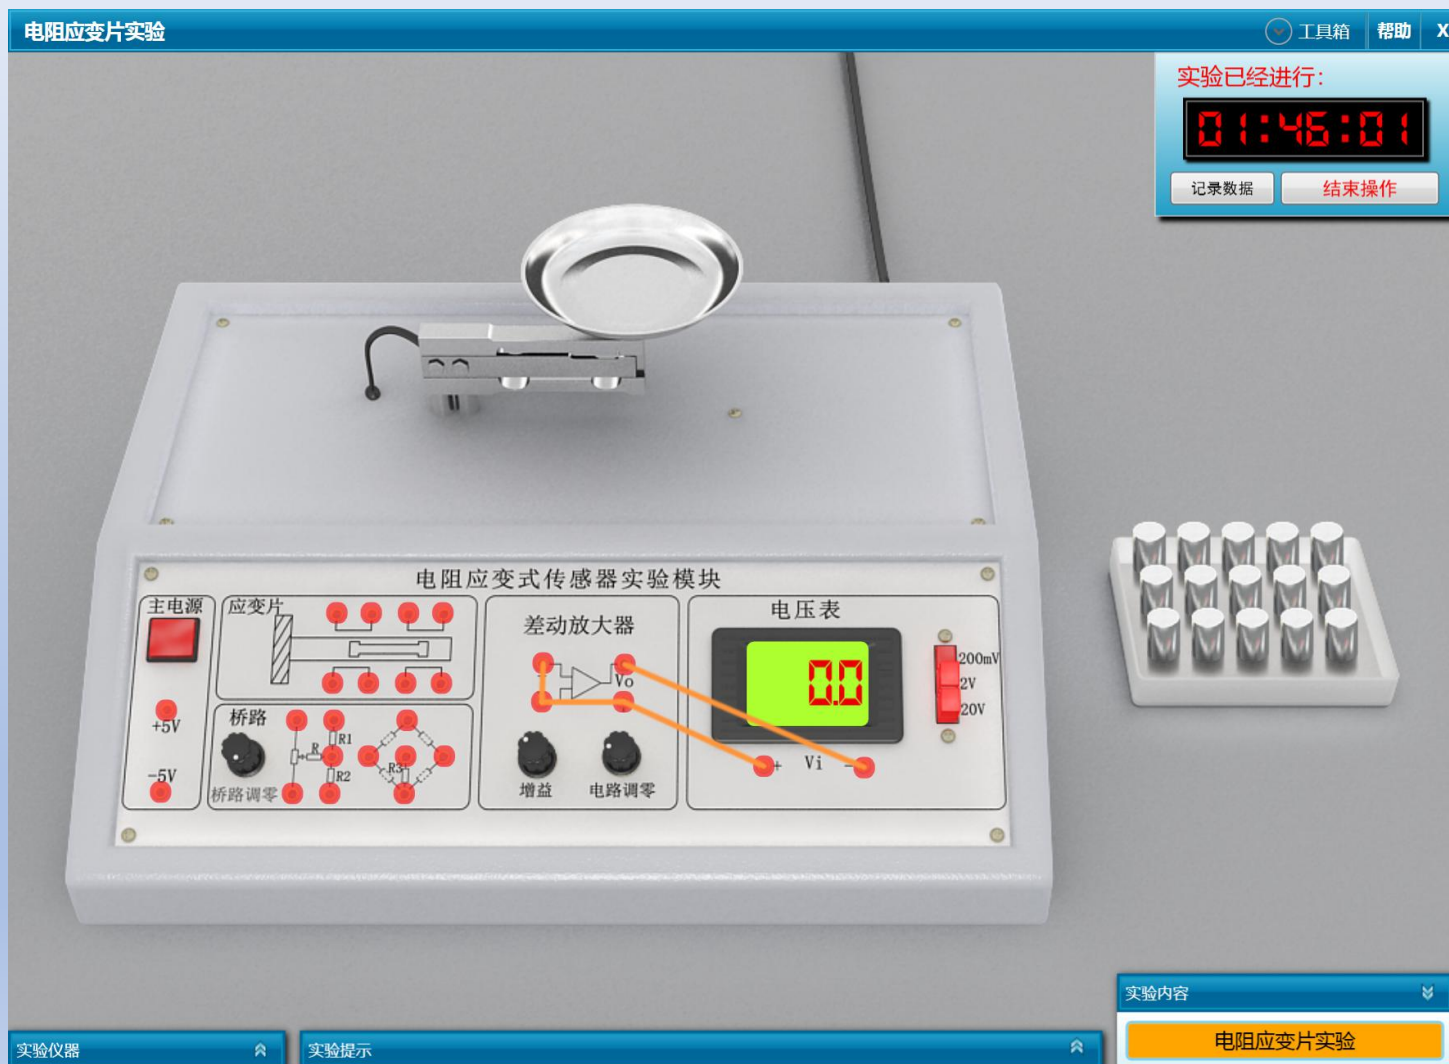 电阻应变片实验
工具箱 帮助 X
实验已经进行:
01:46:01
记录数据 结束操作
电阻应变式传感器实验模块
主电源
+5V
-5V
应变片
桥路
R
R1
R2
R3
桥路调零
差动放大器
Vo
增益 电路调零
电压表
0.0
200mV
2V
20V
+ Vi -
实验内容
电阻应变片实验
实验仪器
实验提示